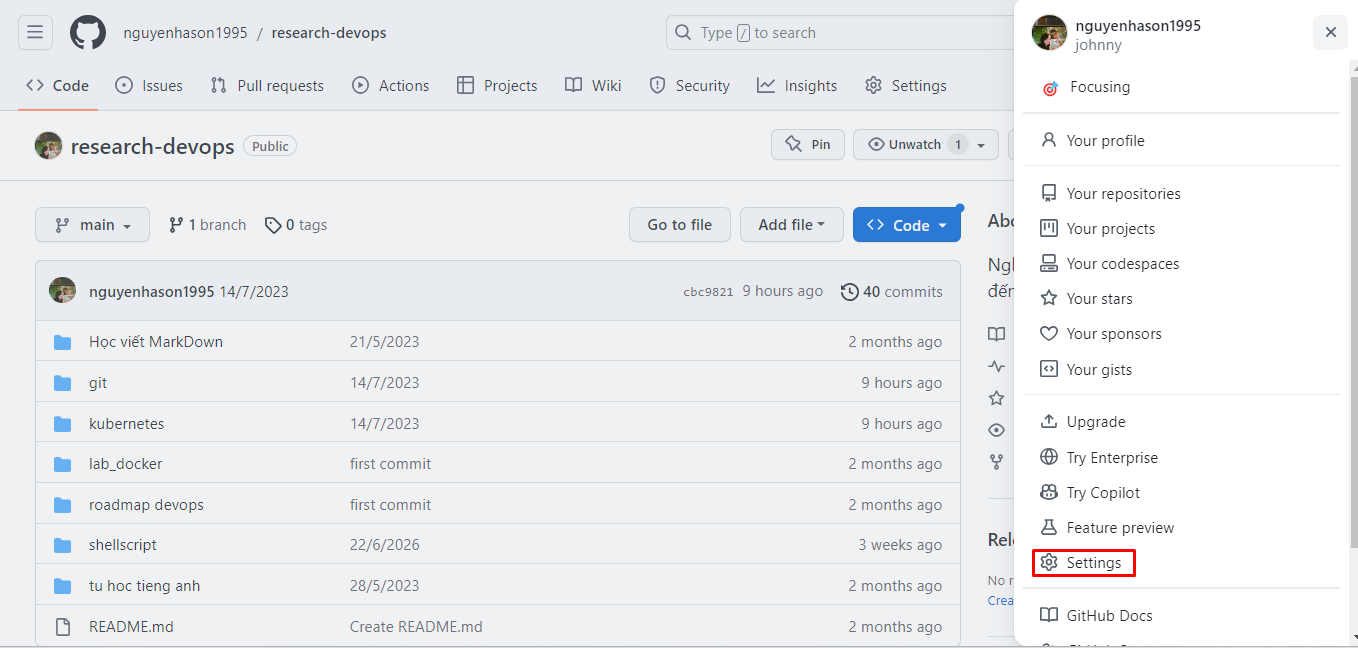 nguyenhason1995 / research-devops
Type / to search
Code Issues Pull requests Actions Projects Wiki Security Insights Settings
research-devops Public
Pin Unwatch 1
main 1 branch 0 tags Go to file Add file Code
nguyenhason1995 14/7/2023 cbc9821 9 hours ago 40 commits
Học viết MarkDown 21/5/2023 2 months ago
git 14/7/2023 9 hours ago
kubernetes 14/7/2023 9 hours ago
lab_docker first commit 2 months ago
roadmap devops first commit 2 months ago
shellscript 22/6/2026 3 weeks ago
tu hoc tieng anh 28/5/2023 2 months ago
README.md Create README.md 2 months ago
No
nguyenhason1995
johnny
Focusing
Your profile
Your repositories
Your projects
Your codespaces
Your stars
Your sponsors
Your gists
Upgrade
Try Enterprise
Try Copilot
Feature preview
Settings
GitHub Docs